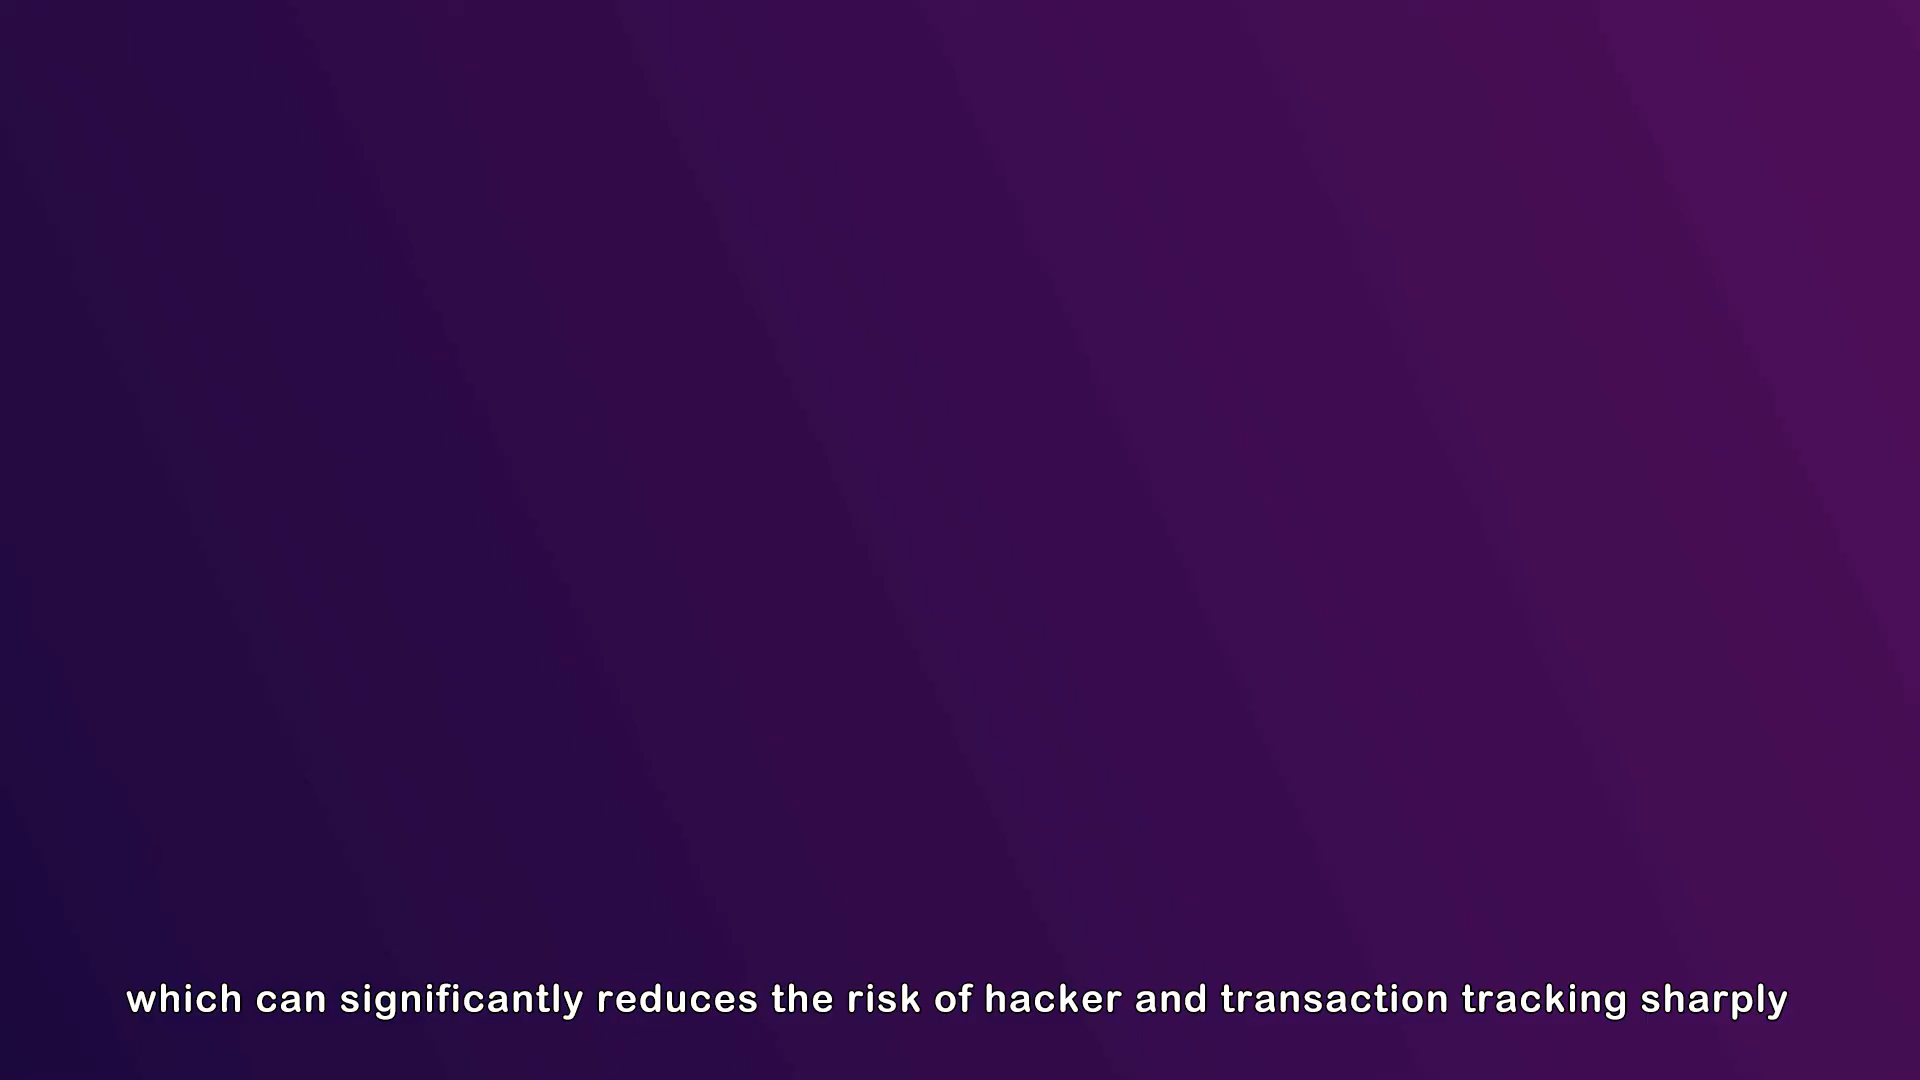 which can significantly reduces the risk of hacker and transaction tracking sharply